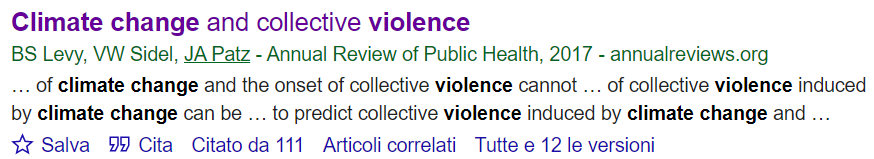 Climate change and collective violence
BS Levy, VW Sidel, JA Patz - Annual Review of Public Health, 2017 - annualreviews.org
… of climate change and the onset of collective violence cannot … of collective violence induced
by climate change can be … to predict collective violence induced by climate change and …
Salva Cita Citato da 111 Articoli correlati Tutte e 12 le versioni